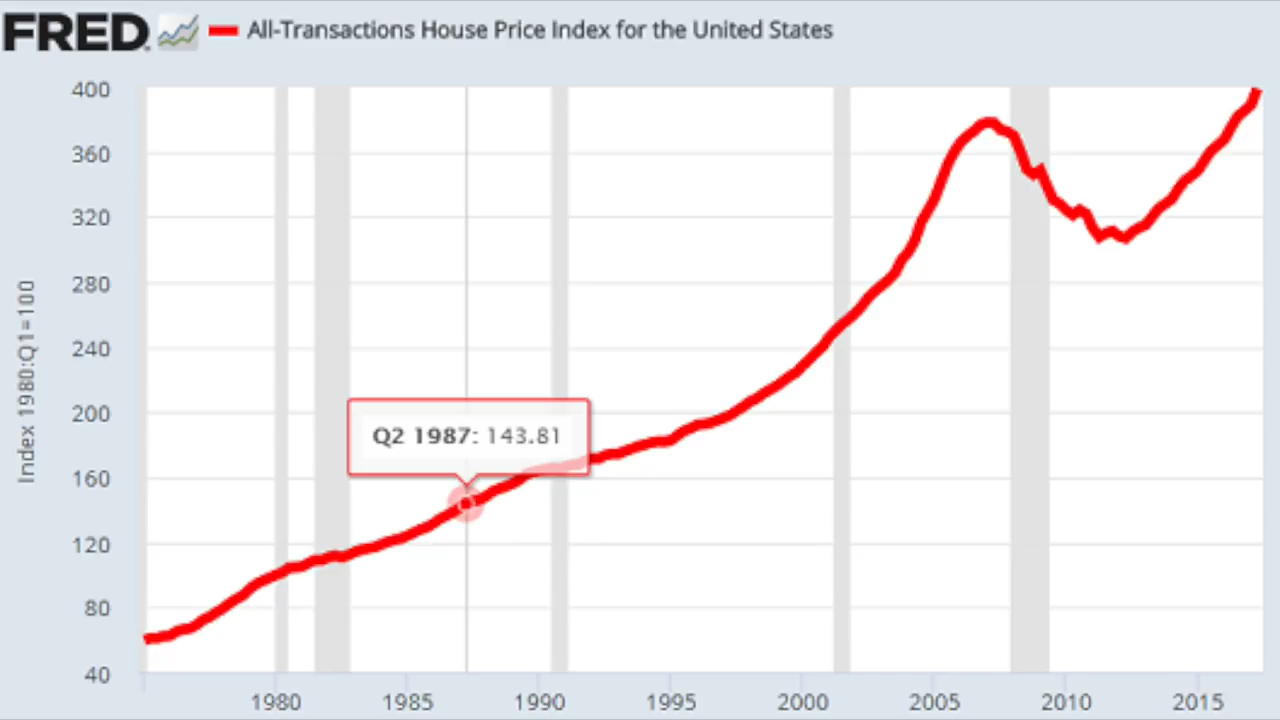 FRED
All-Transactions House Price Index for the United States
400
360
320
280
240
200
160
120
80
40
Index 1980:Q1=100
Q2 1987: 143.81
1980 1985 1990 1995 2000 2005 2010 2015